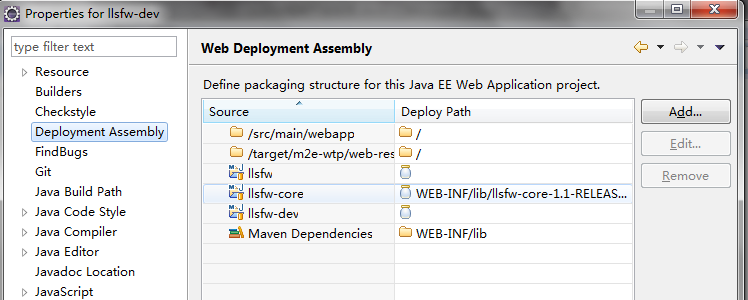 Properties for llsfw-dev
type filter text
Web Deployment Assembly
Resource
Builders
Checkstyle
Deployment Assembly
FindBugs
Git
Java Build Path
Java Code Style
Java Compiler
Java Editor
Javadoc Location
JavaScript
Define packaging structure for this Java EE Web Application project.
Source Deploy Path
/src/main/webapp /
/target/m2e-wtp/web-res /
llsfw
llsfw-core WEB-INF/lib/llsfw-core-1.1-RELEAS...
llsfw-dev
Maven Dependencies WEB-INF/lib
Add...
Edit...
Remove